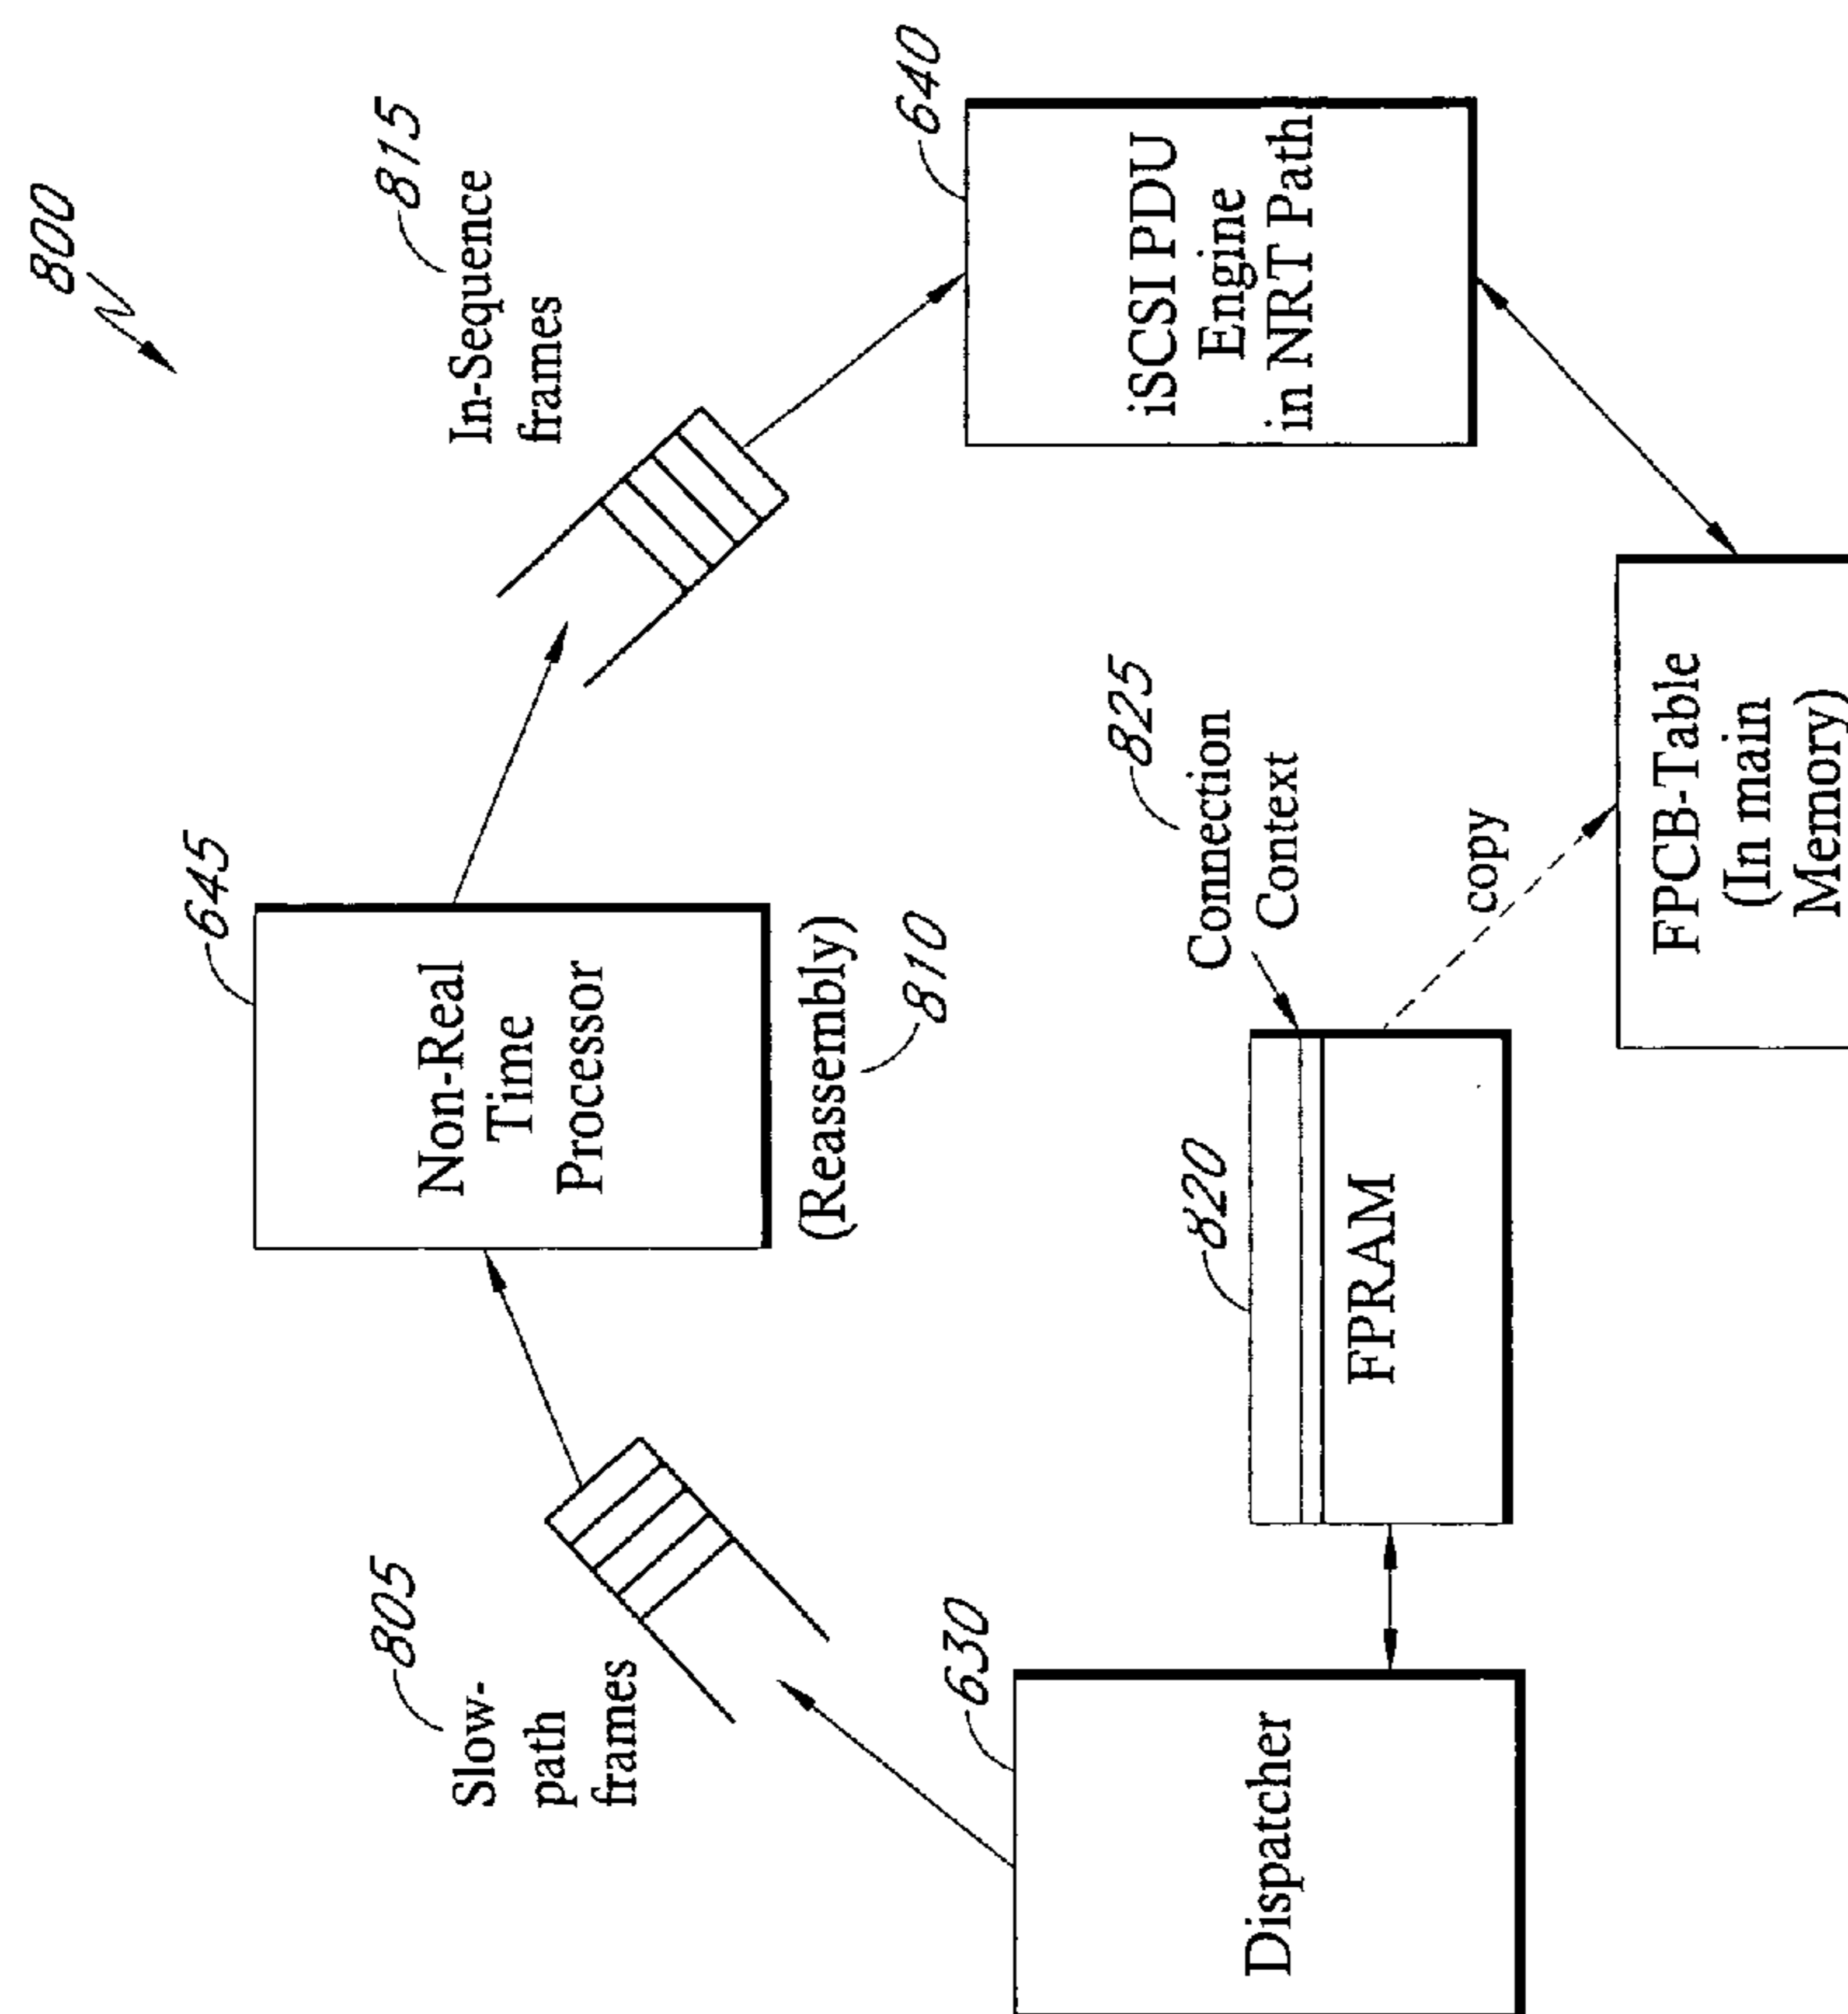 800
645
Non-Real
Time
Processor
(Reassembly)
810
805
Slow-
path
frames
815
In-Sequence
frames
630
Dispatcher
820
FPRAM
825
Connection
Context
copy
640
iSCSI PDU
Engine
in NRT Path
FPCB-Table
(In main
Memory)